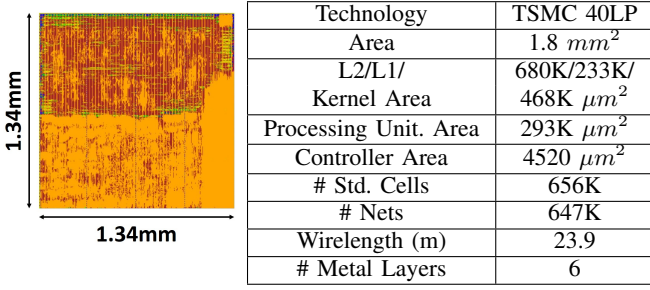 1.34mm
1.34mm
Technology TSMC 40LP
Area 1.8 mm²
L2/L1/ 680K/233K/
Kernel Area 468K μm²
Processing Unit. Area 293K μm²
Controller Area 4520 μm²
# Std. Cells 656K
# Nets 647K
Wirelength (m) 23.9
# Metal Layers 6